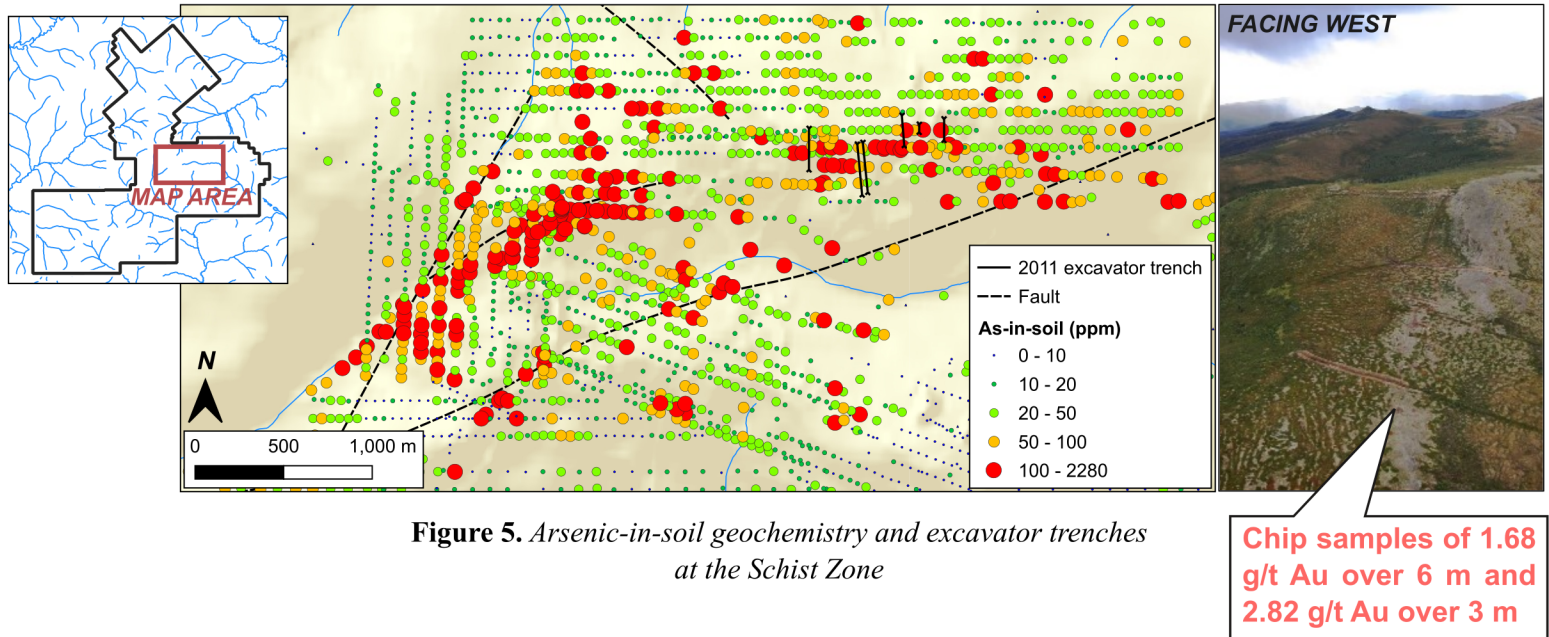 MAP AREA
N
0 500 1,000 m
2011 excavator trench
Fault
As-in-soil (ppm)
0 - 10
10 - 20
20 - 50
50 - 100
100 - 2280
FACING WEST
Chip samples of 1.68
g/t Au over 6 m and
2.82 g/t Au over 3 m
Figure 5. Arsenic-in-soil geochemistry and excavator trenches
at the Schist Zone